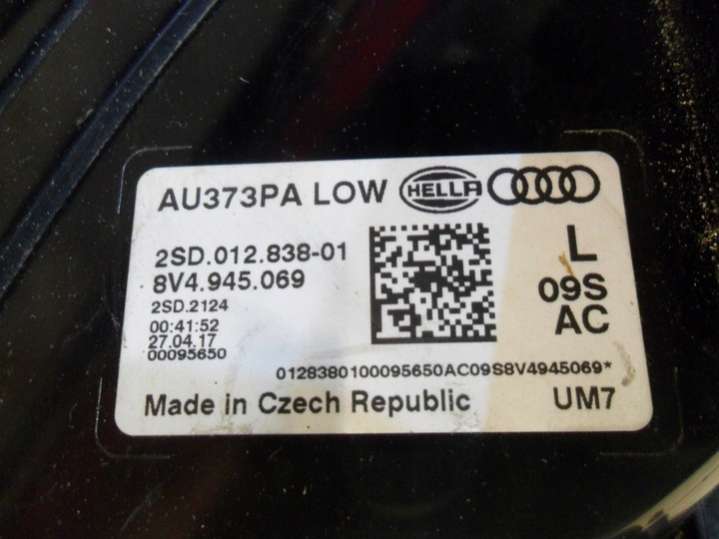 AU373PA LOW HELLA
2SD.012.838-01 L
8V4.945.069 09S
2SD.2124 AC
00:41:52
27.04.17
00095650
0128380100095650AC09S8V4945069*
Made in Czech Republic UM7